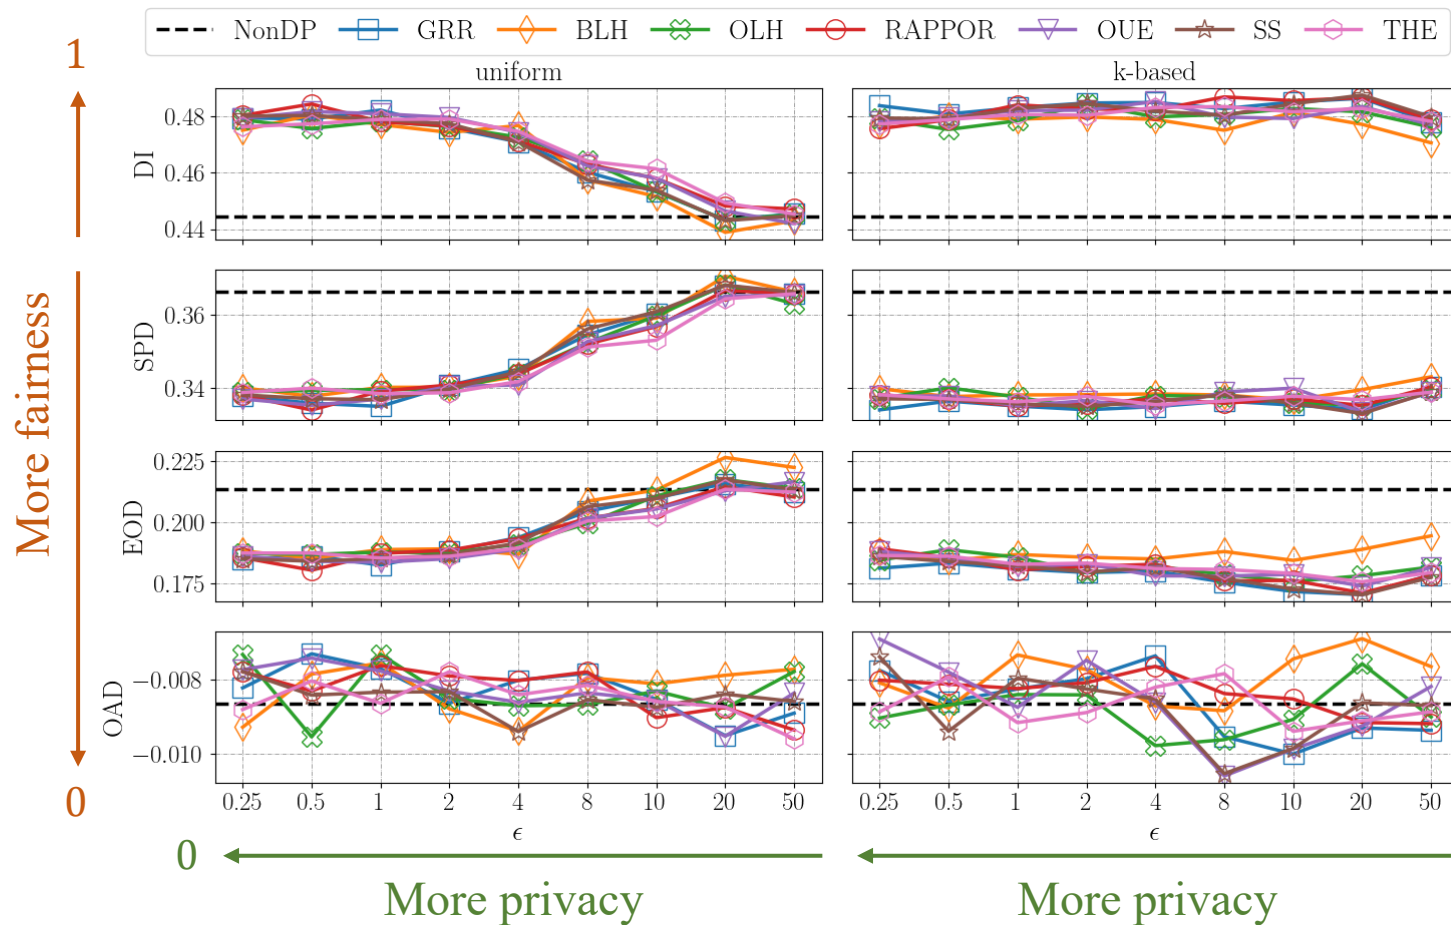 NonDP GRR BLH OLH RAPPOR OUE SS THE
1
uniform
k-based
DI
0.48
0.46
0.44
SPD
0.36
0.34
EOD
0.225
0.200
0.175
OAD
−0.008
−0.010
More fairness
0
0.25 0.5 1 2 4 8 10 20 50
0.25 0.5 1 2 4 8 10 20 50
ϵ
ϵ
0
More privacy
More privacy